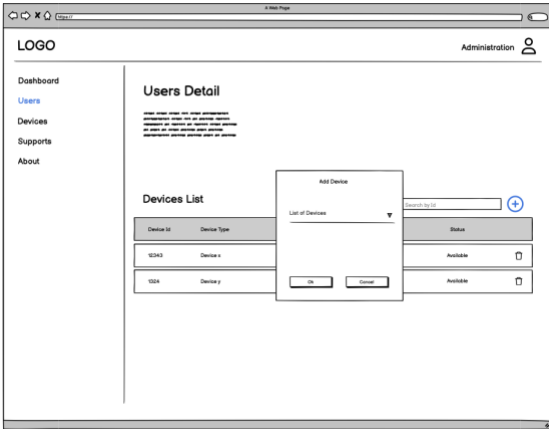 A Web Page
https://
LOGO
Administration
Dashboard
Users
Devices
Supports
About
Users Detail
Devices List
Search by Id
Device Id Device Type Status
12343 Device x Available
1324 Device y Available
Add Device
List of Devices
Ok Cancel